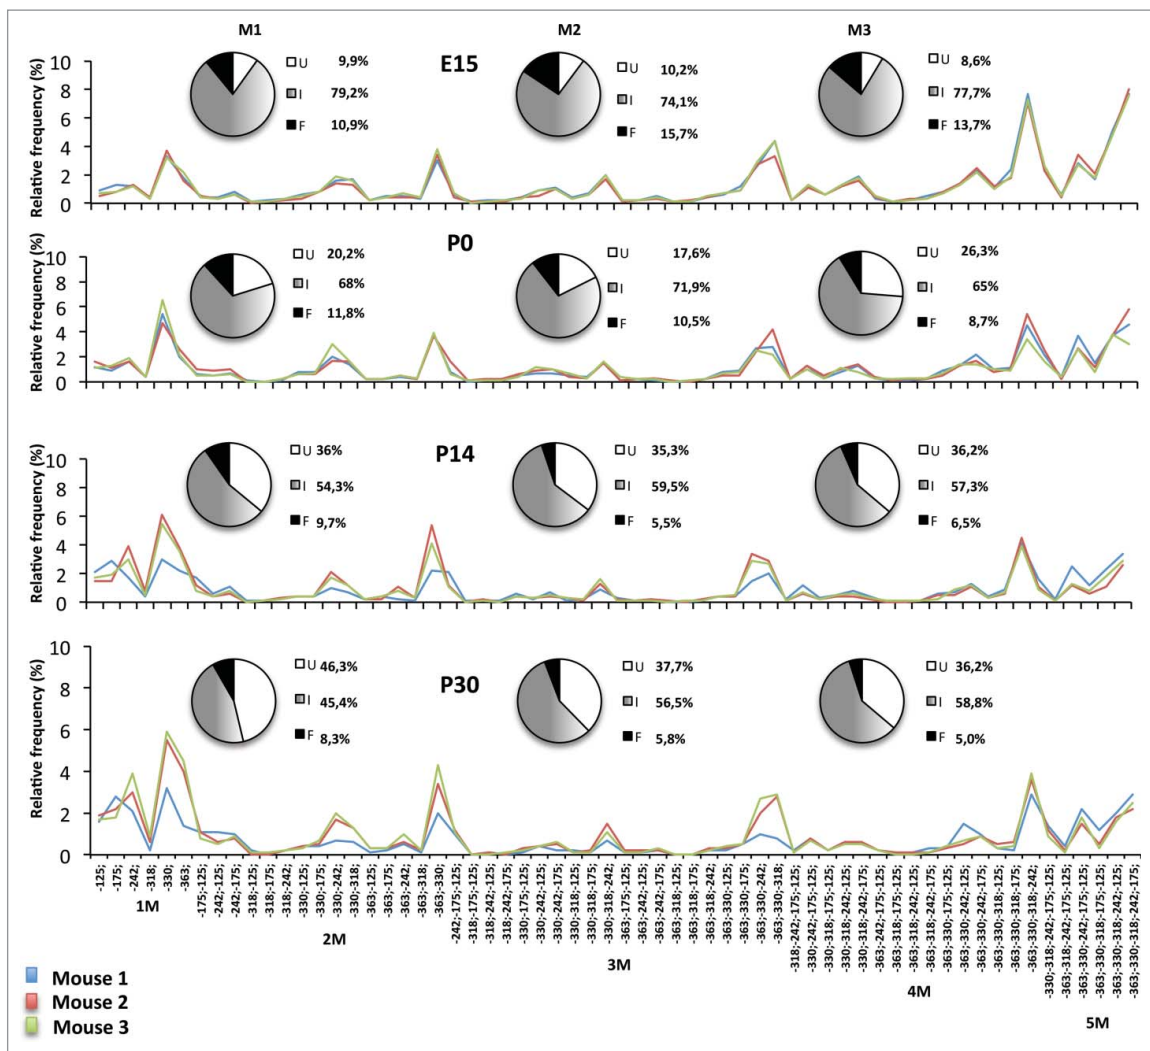 M1
M2
M3
E15
Relative frequency (%)
10
8
6
4
2
0
U 9,9%
I 79,2%
F 10,9%
U 10,2%
I 74,1%
F 15,7%
U 8,6%
I 77,7%
F 13,7%
P0
Relative frequency (%)
10
8
6
4
2
0
U 20,2%
I 68%
F 11,8%
U 17,6%
I 71,9%
F 10,5%
U 26,3%
I 65%
F 8,7%
P14
Relative frequency (%)
10
8
6
4
2
0
U 36%
I 54,3%
F 9,7%
U 35,3%
I 59,5%
F 5,5%
U 36,2%
I 57,3%
F 6,5%
P30
Relative frequency (%)
10
8
6
4
2
0
U 46,3%
I 45,4%
F 8,3%
U 37,7%
I 56,5%
F 5,8%
U 36,2%
I 58,8%
F 5,0%
-125;
-175;
-242;
-318;
-330;
-363;
-175;-125;
-242;-125;
-242;-175;
-318;-125;
-318;-175;
-318;-242;
-330;-125;
-330;-175;
-330;-242;
-330;-318;
-363;-125;
-363;-175;
-363;-242;
-363;-318;
-363;-330;
-242;-175;-125;
-318;-175;-125;
-318;-242;-125;
-318;-242;-175;
-330;-175;-125;
-330;-242;-125;
-330;-242;-175;
-330;-318;-125;
-330;-318;-175;
-330;-318;-242;
-363;-175;-125;
-363;-242;-125;
-363;-242;-175;
-363;-318;-125;
-363;-318;-175;
-363;-318;-242;
-363;-330;-125;
-363;-330;-175;
-363;-330;-242;
-363;-330;-318;
-318;-242;-175;-125;
-330;-242;-175;-125;
-330;-318;-175;-125;
-330;-318;-242;-125;
-330;-318;-242;-175;
-363;-242;-175;-125;
-363;-318;-175;-125;
-363;-318;-242;-125;
-363;-318;-242;-175;
-363;-330;-175;-125;
-363;-330;-242;-125;
-363;-330;-242;-175;
-363;-330;-318;-125;
-363;-330;-318;-175;
-363;-330;-318;-242;
-330;-318;-242;-175;-125;
-363;-318;-242;-175;-125;
-363;-330;-242;-175;-125;
-363;-330;-318;-175;-125;
-363;-330;-318;-242;-125;
-363;-330;-318;-242;-175;
1M
2M
3M
4M
5M
Mouse 1
Mouse 2
Mouse 3